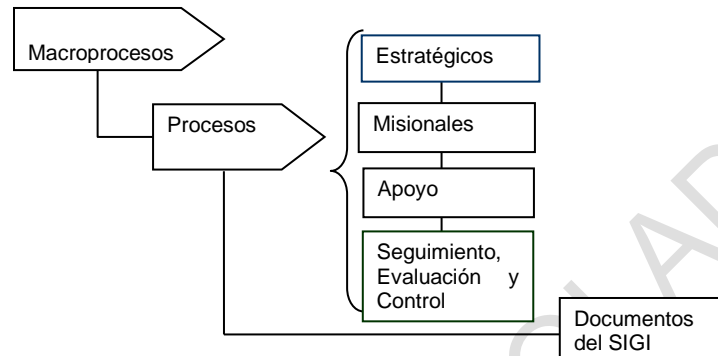 Macroprocesos
Procesos
Estratégicos
Misionales
Apoyo
Seguimiento,
Evaluación y
Control
Documentos
del SIGI